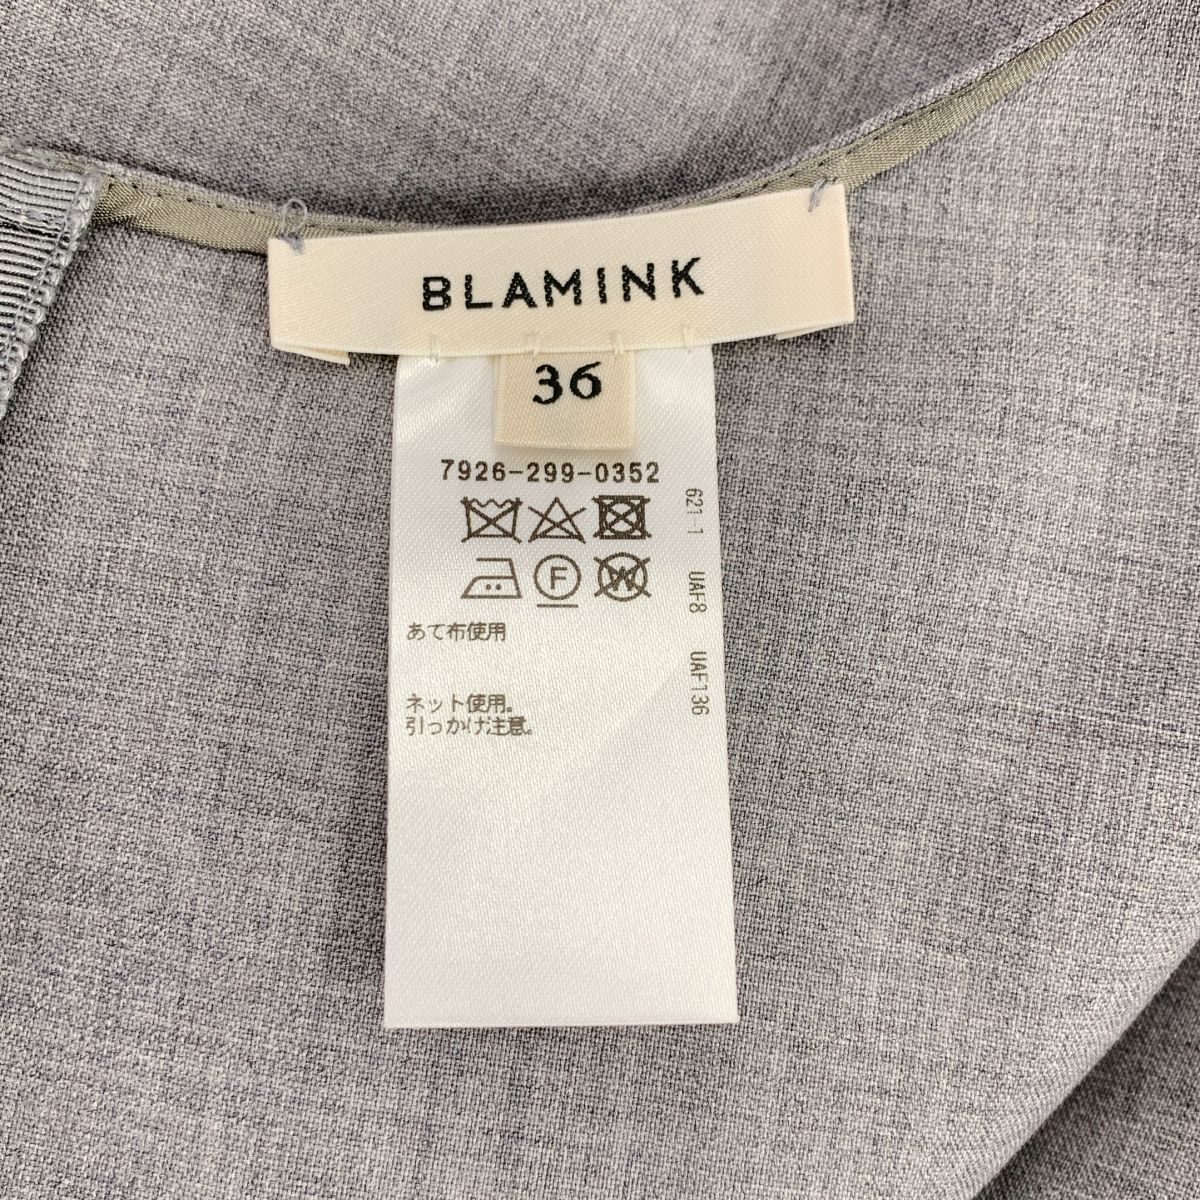 BLAMINK
36
7926-299-0352
F
W
あて布使用
ネット使用。
引っかけ注意。
621 1 UAF8 UAF136